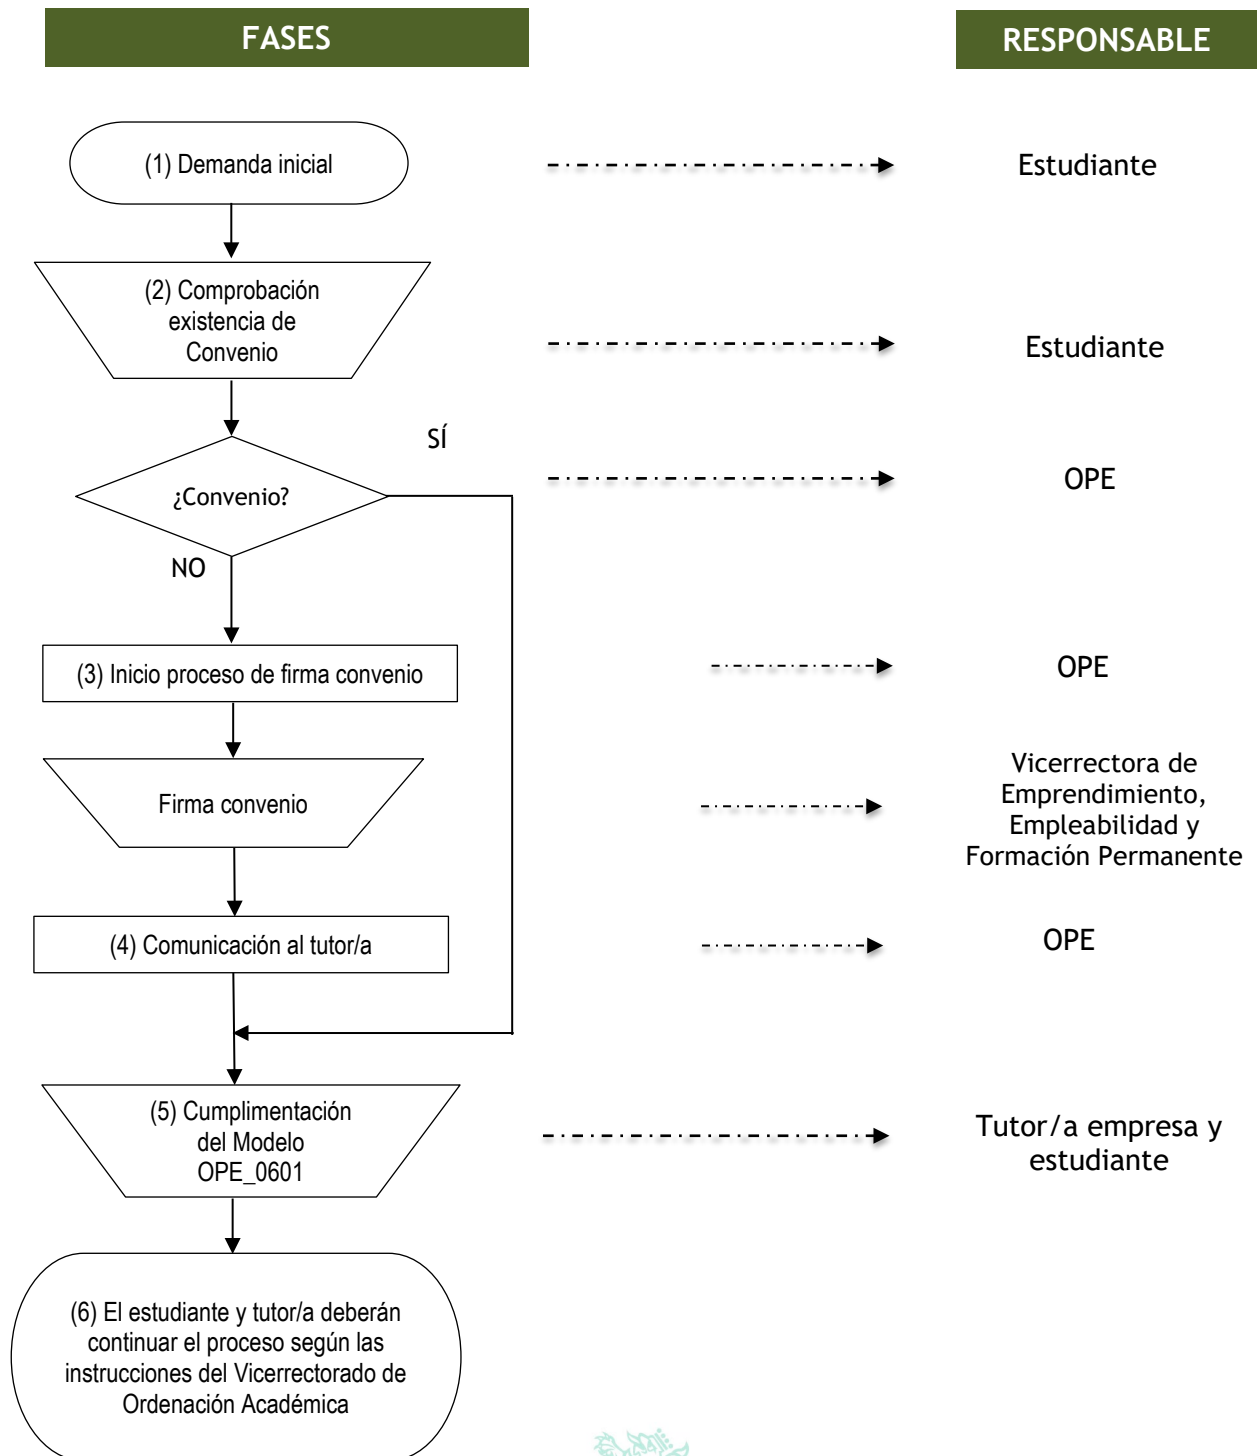 FASES
RESPONSABLE
(1) Demanda inicial
Estudiante
(2) Comprobación
existencia de
Convenio
Estudiante
SÍ
¿Convenio?
OPE
NO
(3) Inicio proceso de firma convenio
OPE
Firma convenio
Vicerrectora de
Emprendimiento,
Empleabilidad y
Formación Permanente
(4) Comunicación al tutor/a
OPE
(5) Cumplimentación
del Modelo
OPE_0601
Tutor/a empresa y
estudiante
(6) El estudiante y tutor/a deberán
continuar el proceso según las
instrucciones del Vicerrectorado de
Ordenación Académica